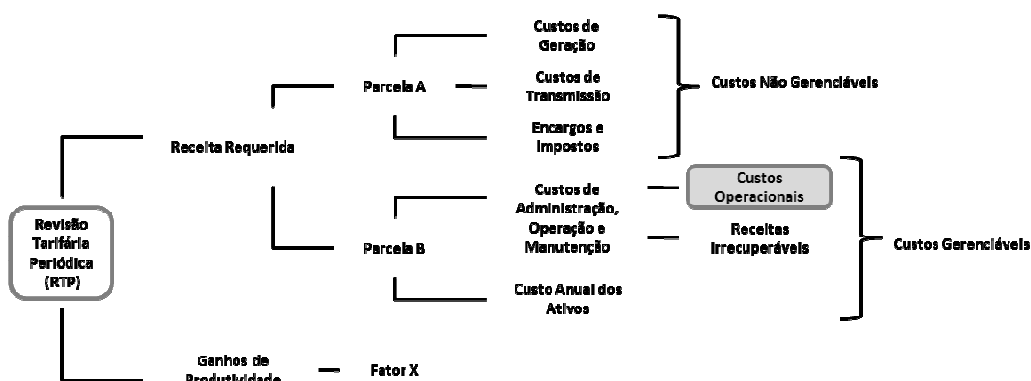 Custos de
Geração
Parcela A
Custos de
Transmissão
Custos Não Gerenciáveis
Encargos e
Impostos
Receita Requerida
Custos
Operacionais
Custos de
Administração,
Operação e
Manutenção
Receitas
Irrecuperáveis
Revisão
Tarifária
Periódica
(RTP)
Parcela B
Custos Gerenciáveis
Custo Anual dos
Ativos
Ganhos de
Produtividade
Fator X